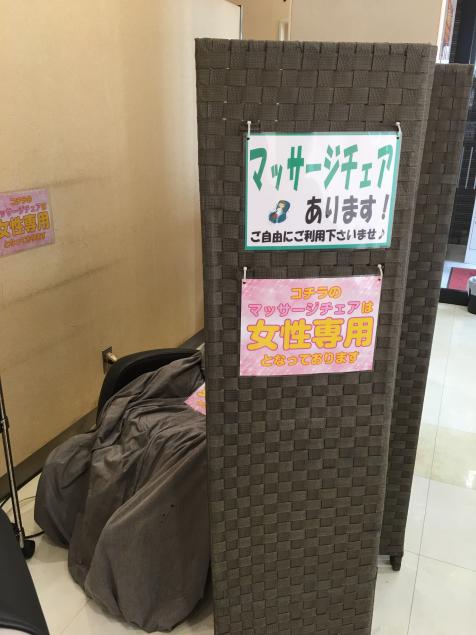 マッサージチェア
あります!
ご自由にご利用下さいませ♪
コチラの
マッサージチェアは
女性専用
となっております
コチラの
マッサージチェアは
女性専用
となっております